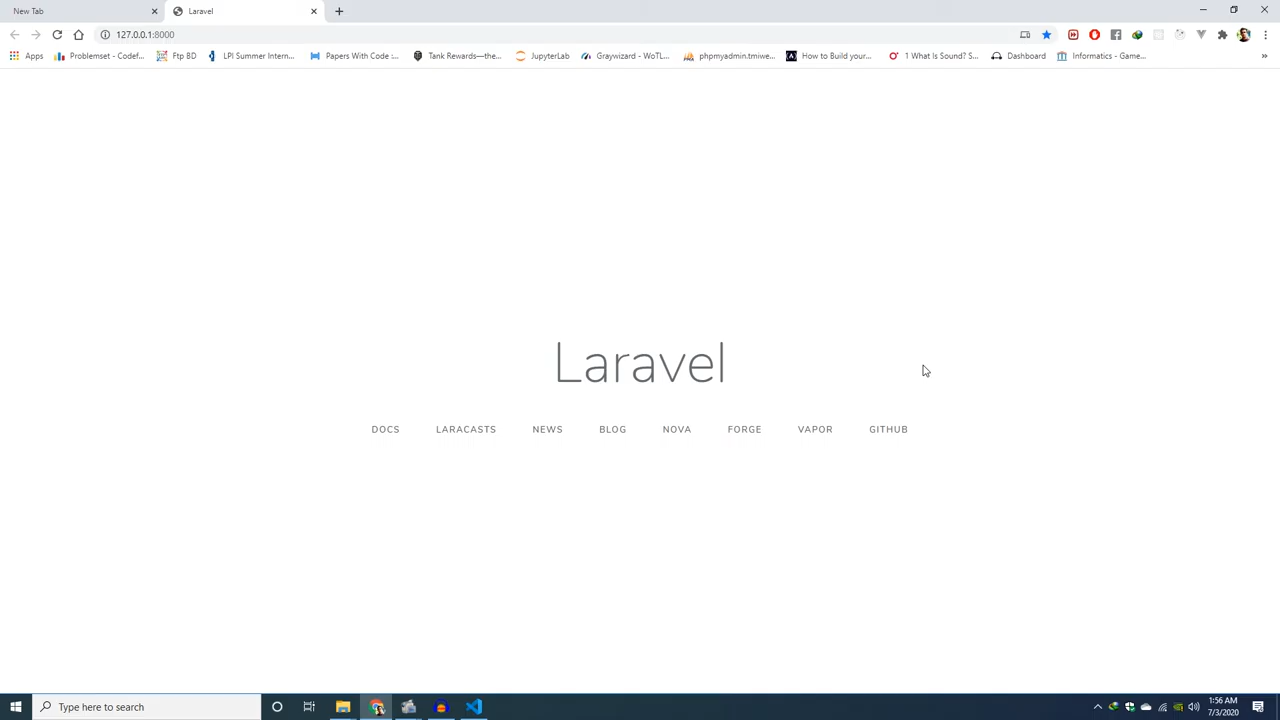 New Tab
Laravel
127.0.0.1:8000
Apps
Problemset - Codef...
Ftp BD
LPI Summer Intern...
Papers With Code :...
Tank Rewards—the...
JupyterLab
Graywizard - WoTL...
phpmyadmin.tmiwe...
How to Build your...
1 What Is Sound? S...
Dashboard
Informatics - Game...
Laravel
DOCS LARACASTS NEWS BLOG NOVA FORGE VAPOR GITHUB
Type here to search
1:56 AM
7/3/2020